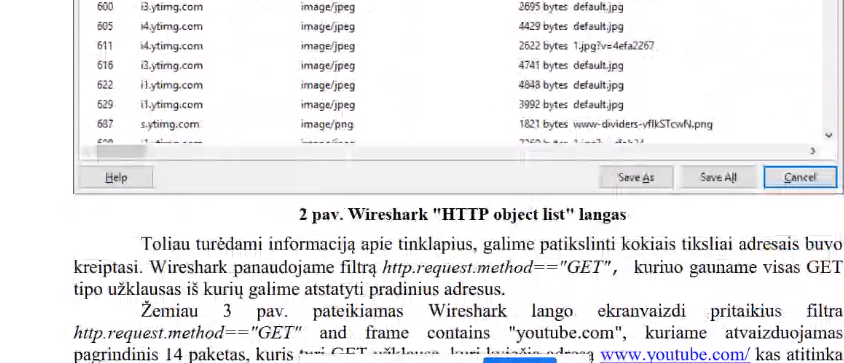 600 i3.ytimg.com image/jpeg 2695 bytes default.jpg
605 i4.ytimg.com image/jpeg 4429 bytes default.jpg
611 i4.ytimg.com image/jpeg 2622 bytes 1.jpg?v=4efa2267
616 i3.ytimg.com image/jpeg 4741 bytes default.jpg
622 i1.ytimg.com image/jpeg 4848 bytes default.jpg
629 i1.ytimg.com image/jpeg 3992 bytes default.jpg
687 s.ytimg.com image/png 1821 bytes www-dividers-vflkSTcwN.png
Help Save As Save All Cancel
2 pav. Wireshark "HTTP object list" langas
Toliau turėdami informaciją apie tinklapius, galime patikslinti kokiais tiksliai adresais buvo
kreiptasi. Wireshark panaudojame filtrą http.request.method=="GET", kuriuo gauname visas GET
tipo užklausas iš kurių galime atstatyti pradinius adresus.
Žemiau 3 pav. pateikiamas Wireshark lango ekranvaizdi pritaikius filtra
http.request.method=="GET" and frame contains "youtube.com", kuriame atvaizduojamas
pagrindinis 14 paketas, kuris turi GET užklausą, kuri kviečia adresą www.youtube.com/ kas atitinka